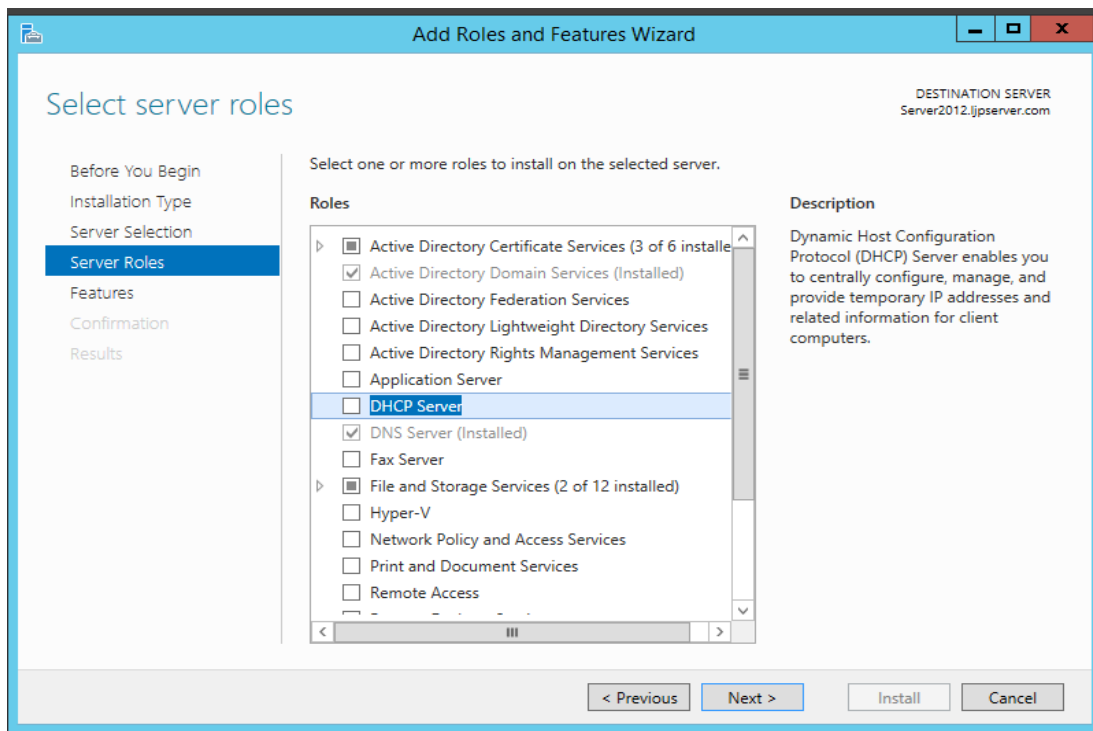 Add Roles and Features Wizard
Select server roles
DESTINATION SERVER
Server2012.ljpserver.com
Before You Begin
Installation Type
Server Selection
Server Roles
Features
Confirmation
Results
Select one or more roles to install on the selected server.
Roles
Active Directory Certificate Services (3 of 6 installe
Active Directory Domain Services (Installed)
Active Directory Federation Services
Active Directory Lightweight Directory Services
Active Directory Rights Management Services
Application Server
DHCP Server
DNS Server (Installed)
Fax Server
File and Storage Services (2 of 12 installed)
Hyper-V
Network Policy and Access Services
Print and Document Services
Remote Access
Description
Dynamic Host Configuration
Protocol (DHCP) Server enables you
to centrally configure, manage, and
provide temporary IP addresses and
related information for client
computers.
< Previous
Next >
Install
Cancel